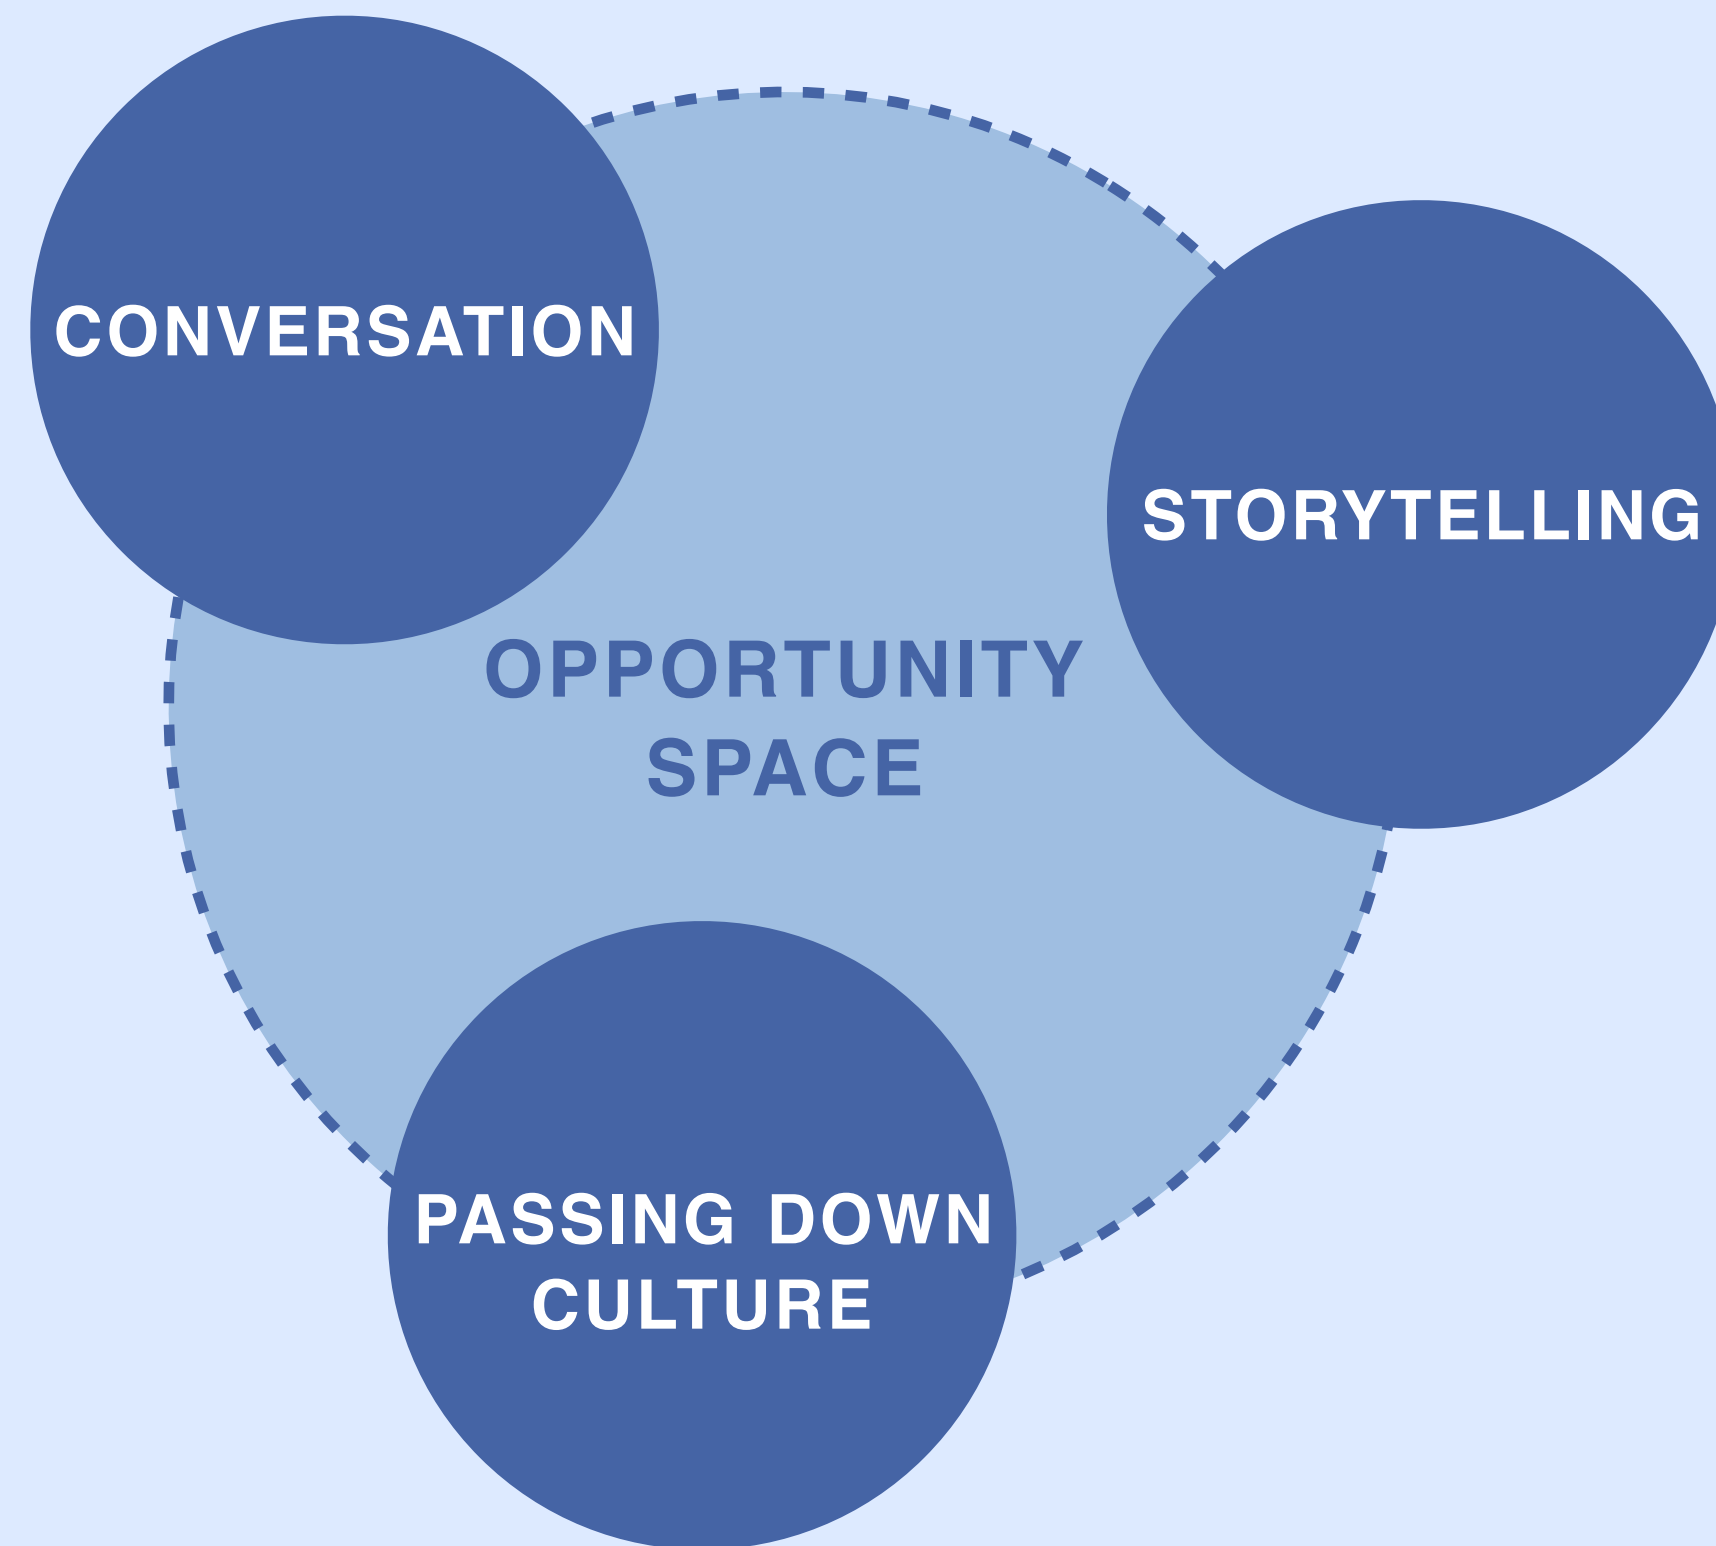 CONVERSATION
STORYTELLING
OPPORTUNITY
SPACE
PASSING DOWN
CULTURE